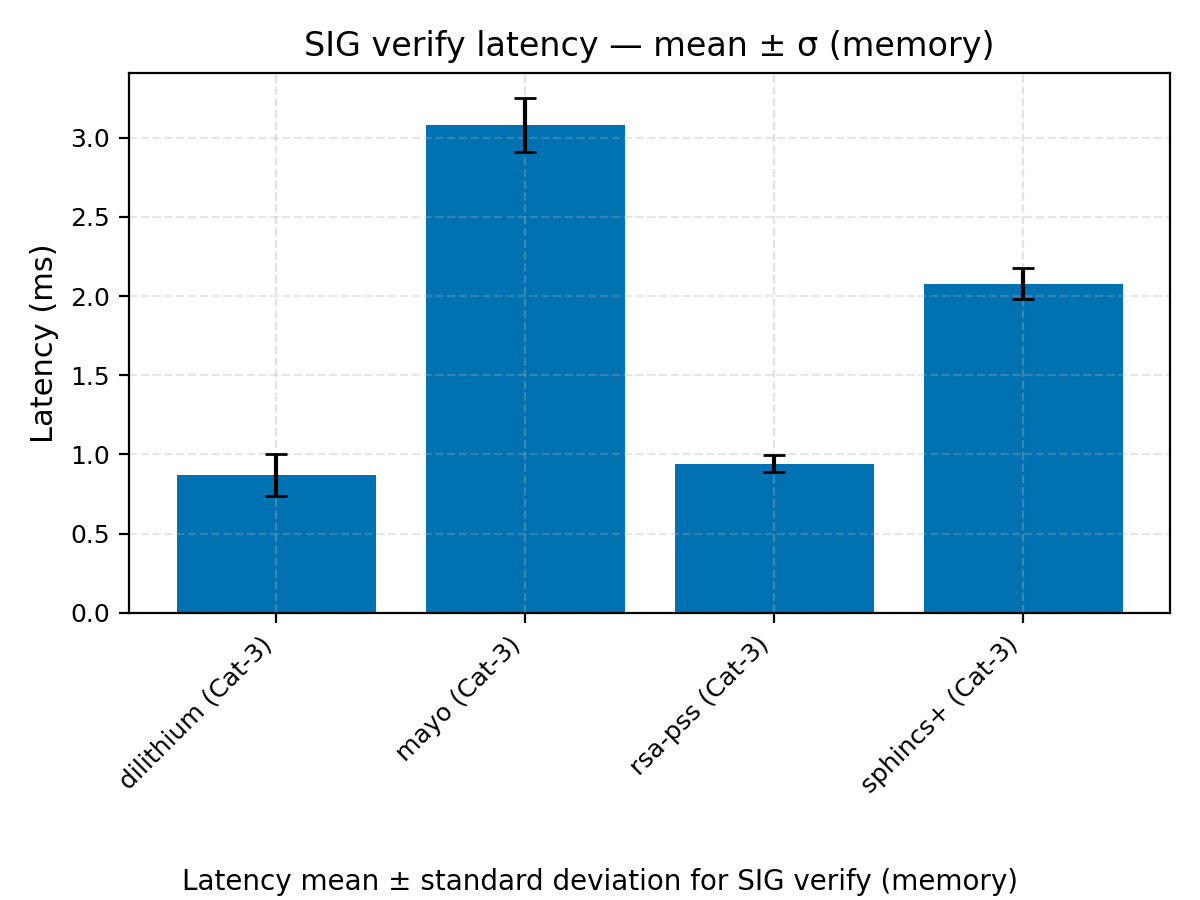 SIG verify latency — mean ± σ (memory)
Latency (ms)
3.0
2.5
2.0
1.5
1.0
0.5
0.0
dilithium (Cat-3)
mayo (Cat-3)
rsa-pss (Cat-3)
sphincs+ (Cat-3)
Latency mean ± standard deviation for SIG verify (memory)